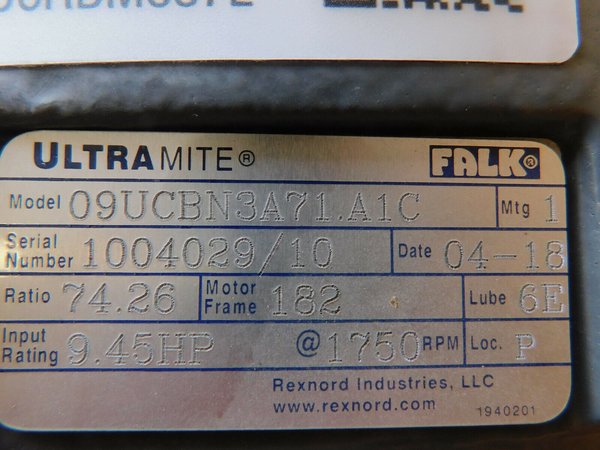 ULTRAMITE®
FALK®
Model 09UCBN3A71.A1C Mtg 1
Serial Number 1004029/10 Date 04-18
Ratio 74.26 Motor Frame 182 Lube 6E
Input Rating 9.45HP @1750 RPM Loc. P
Rexnord Industries, LLC
www.rexnord.com 1940201